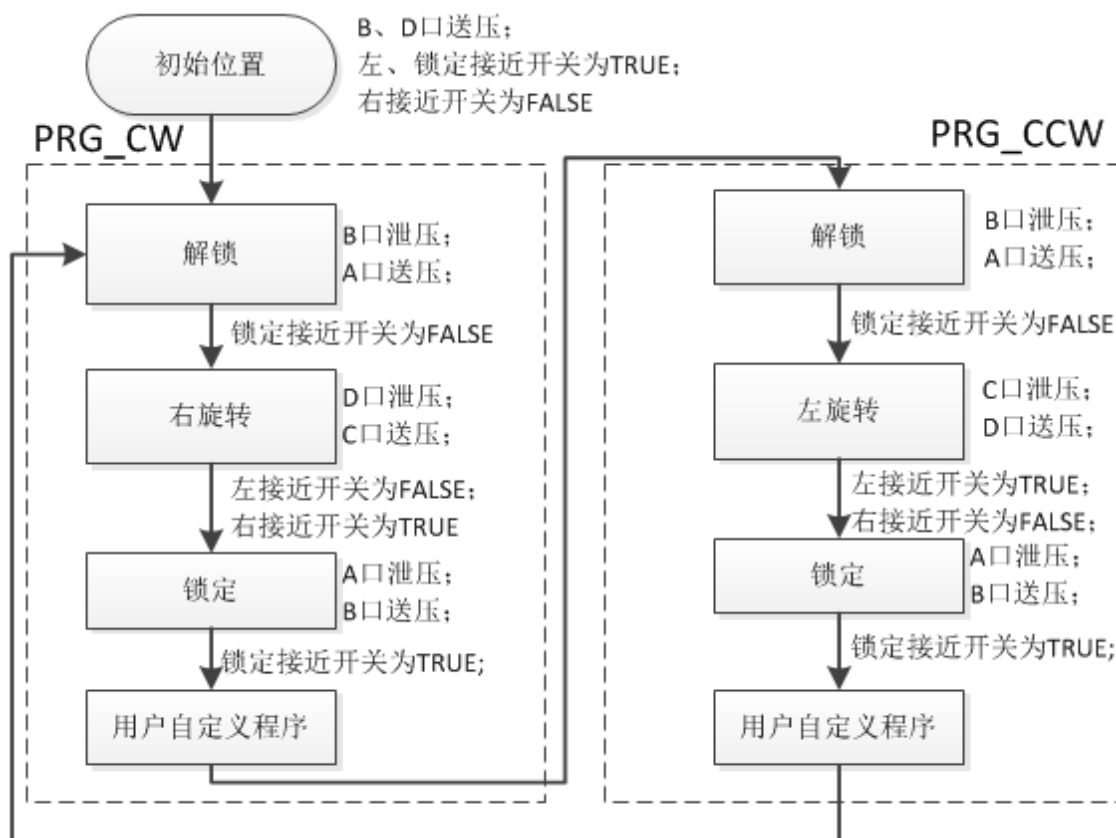 初始位置
B、D口送压；
左、锁定接近开关为TRUE；
右接近开关为FALSE
PRG_CW
解锁
B口泄压；
A口送压；
锁定接近开关为FALSE
右旋转
D口泄压；
C口送压；
左接近开关为FALSE；
右接近开关为TRUE
锁定
A口泄压；
B口送压；
锁定接近开关为TRUE;
用户自定义程序
PRG_CCW
解锁
B口泄压；
A口送压；
锁定接近开关为FALSE
左旋转
C口泄压；
D口送压；
左接近开关为TRUE；
右接近开关为FALSE；
锁定
A口泄压；
B口送压；
锁定接近开关为TRUE;
用户自定义程序